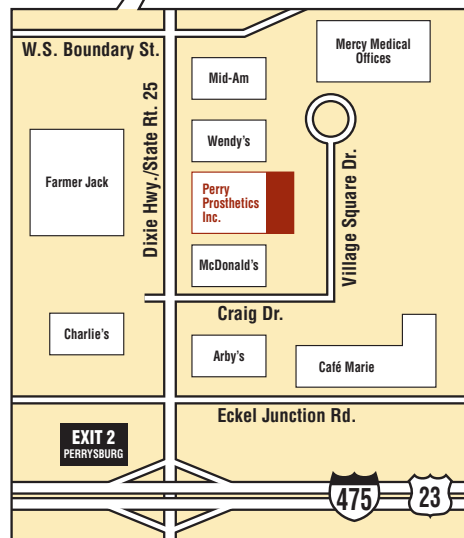 W.S. Boundary St.
Mercy Medical
Offices
Mid-Am
Dixie Hwy./State Rt. 25
Wendy's
Village Square Dr.
Farmer Jack
Perry
Prosthetics
Inc.
McDonald's
Craig Dr.
Charlie's
Arby's
Café Marie
Eckel Junction Rd.
EXIT 2
PERRYSBURG
475
23